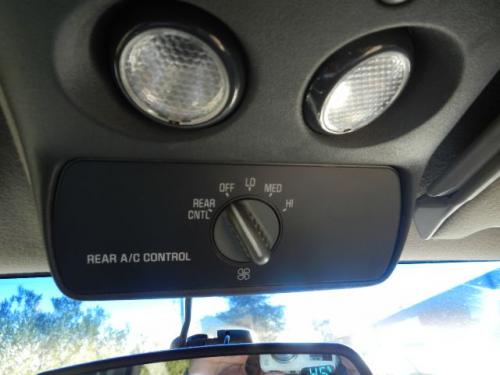 LO
OFF MED
REAR HI
CNTL
REAR A/C CONTROL